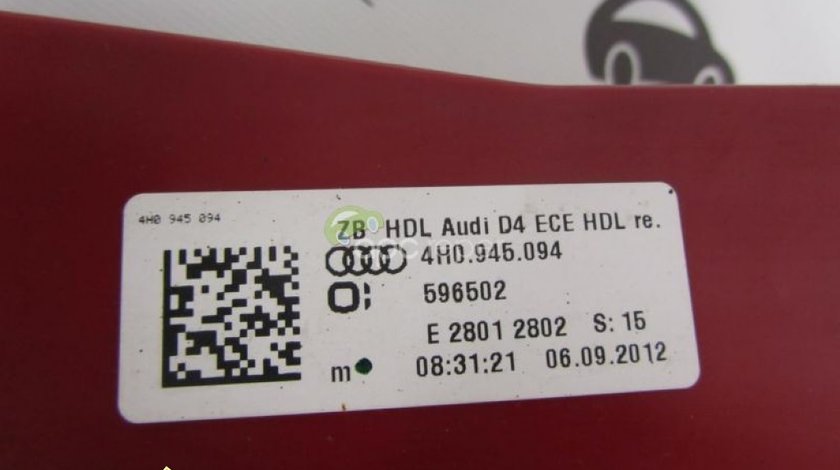 4H0 945 094
ZB HDL Audi D4 ECE HDL re.
4H0.945.094
596502
E 2801 2802 S: 15
m 08:31:21 06.09.2012